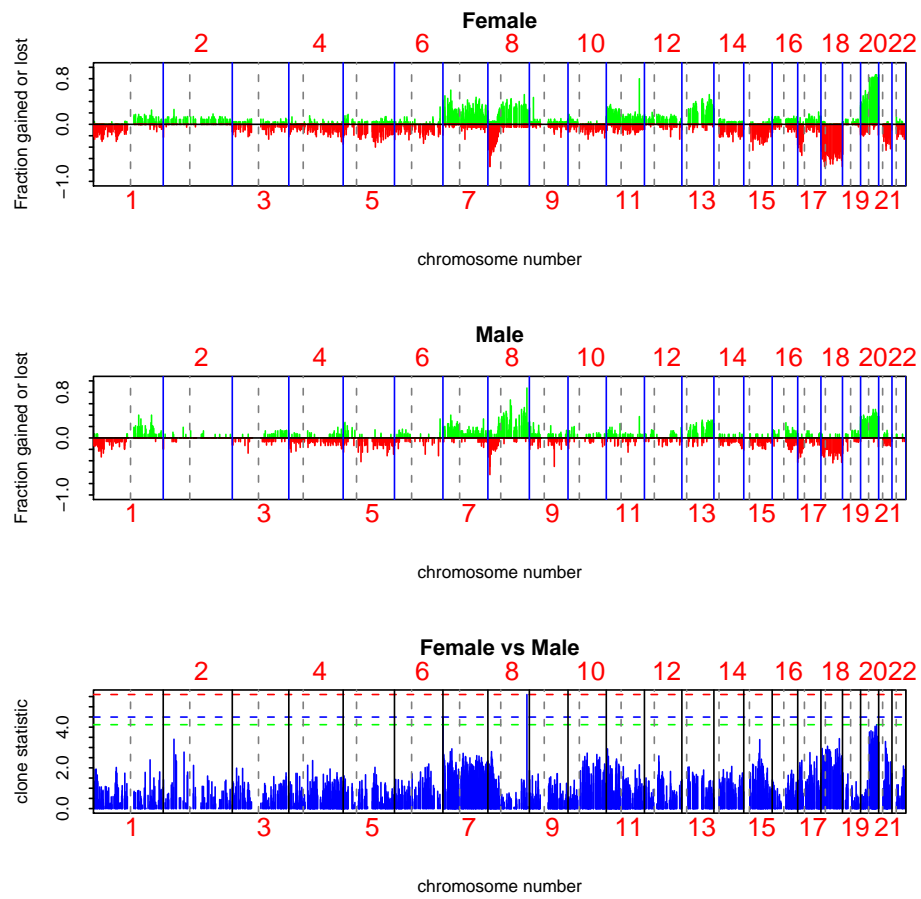 Female
2 4 6 8 10 12 14 16 18 20 22
Fraction gained or lost
0.8
0.0
−1.0
1 3 5 7 9 11 13 15 17 19 21
chromosome number
Male
2 4 6 8 10 12 14 16 18 20 22
Fraction gained or lost
0.8
0.0
−1.0
1 3 5 7 9 11 13 15 17 19 21
chromosome number
Female vs Male
2 4 6 8 10 12 14 16 18 20 22
clone statistic
4.0
2.0
0.0
1 3 5 7 9 11 13 15 17 19 21
chromosome number